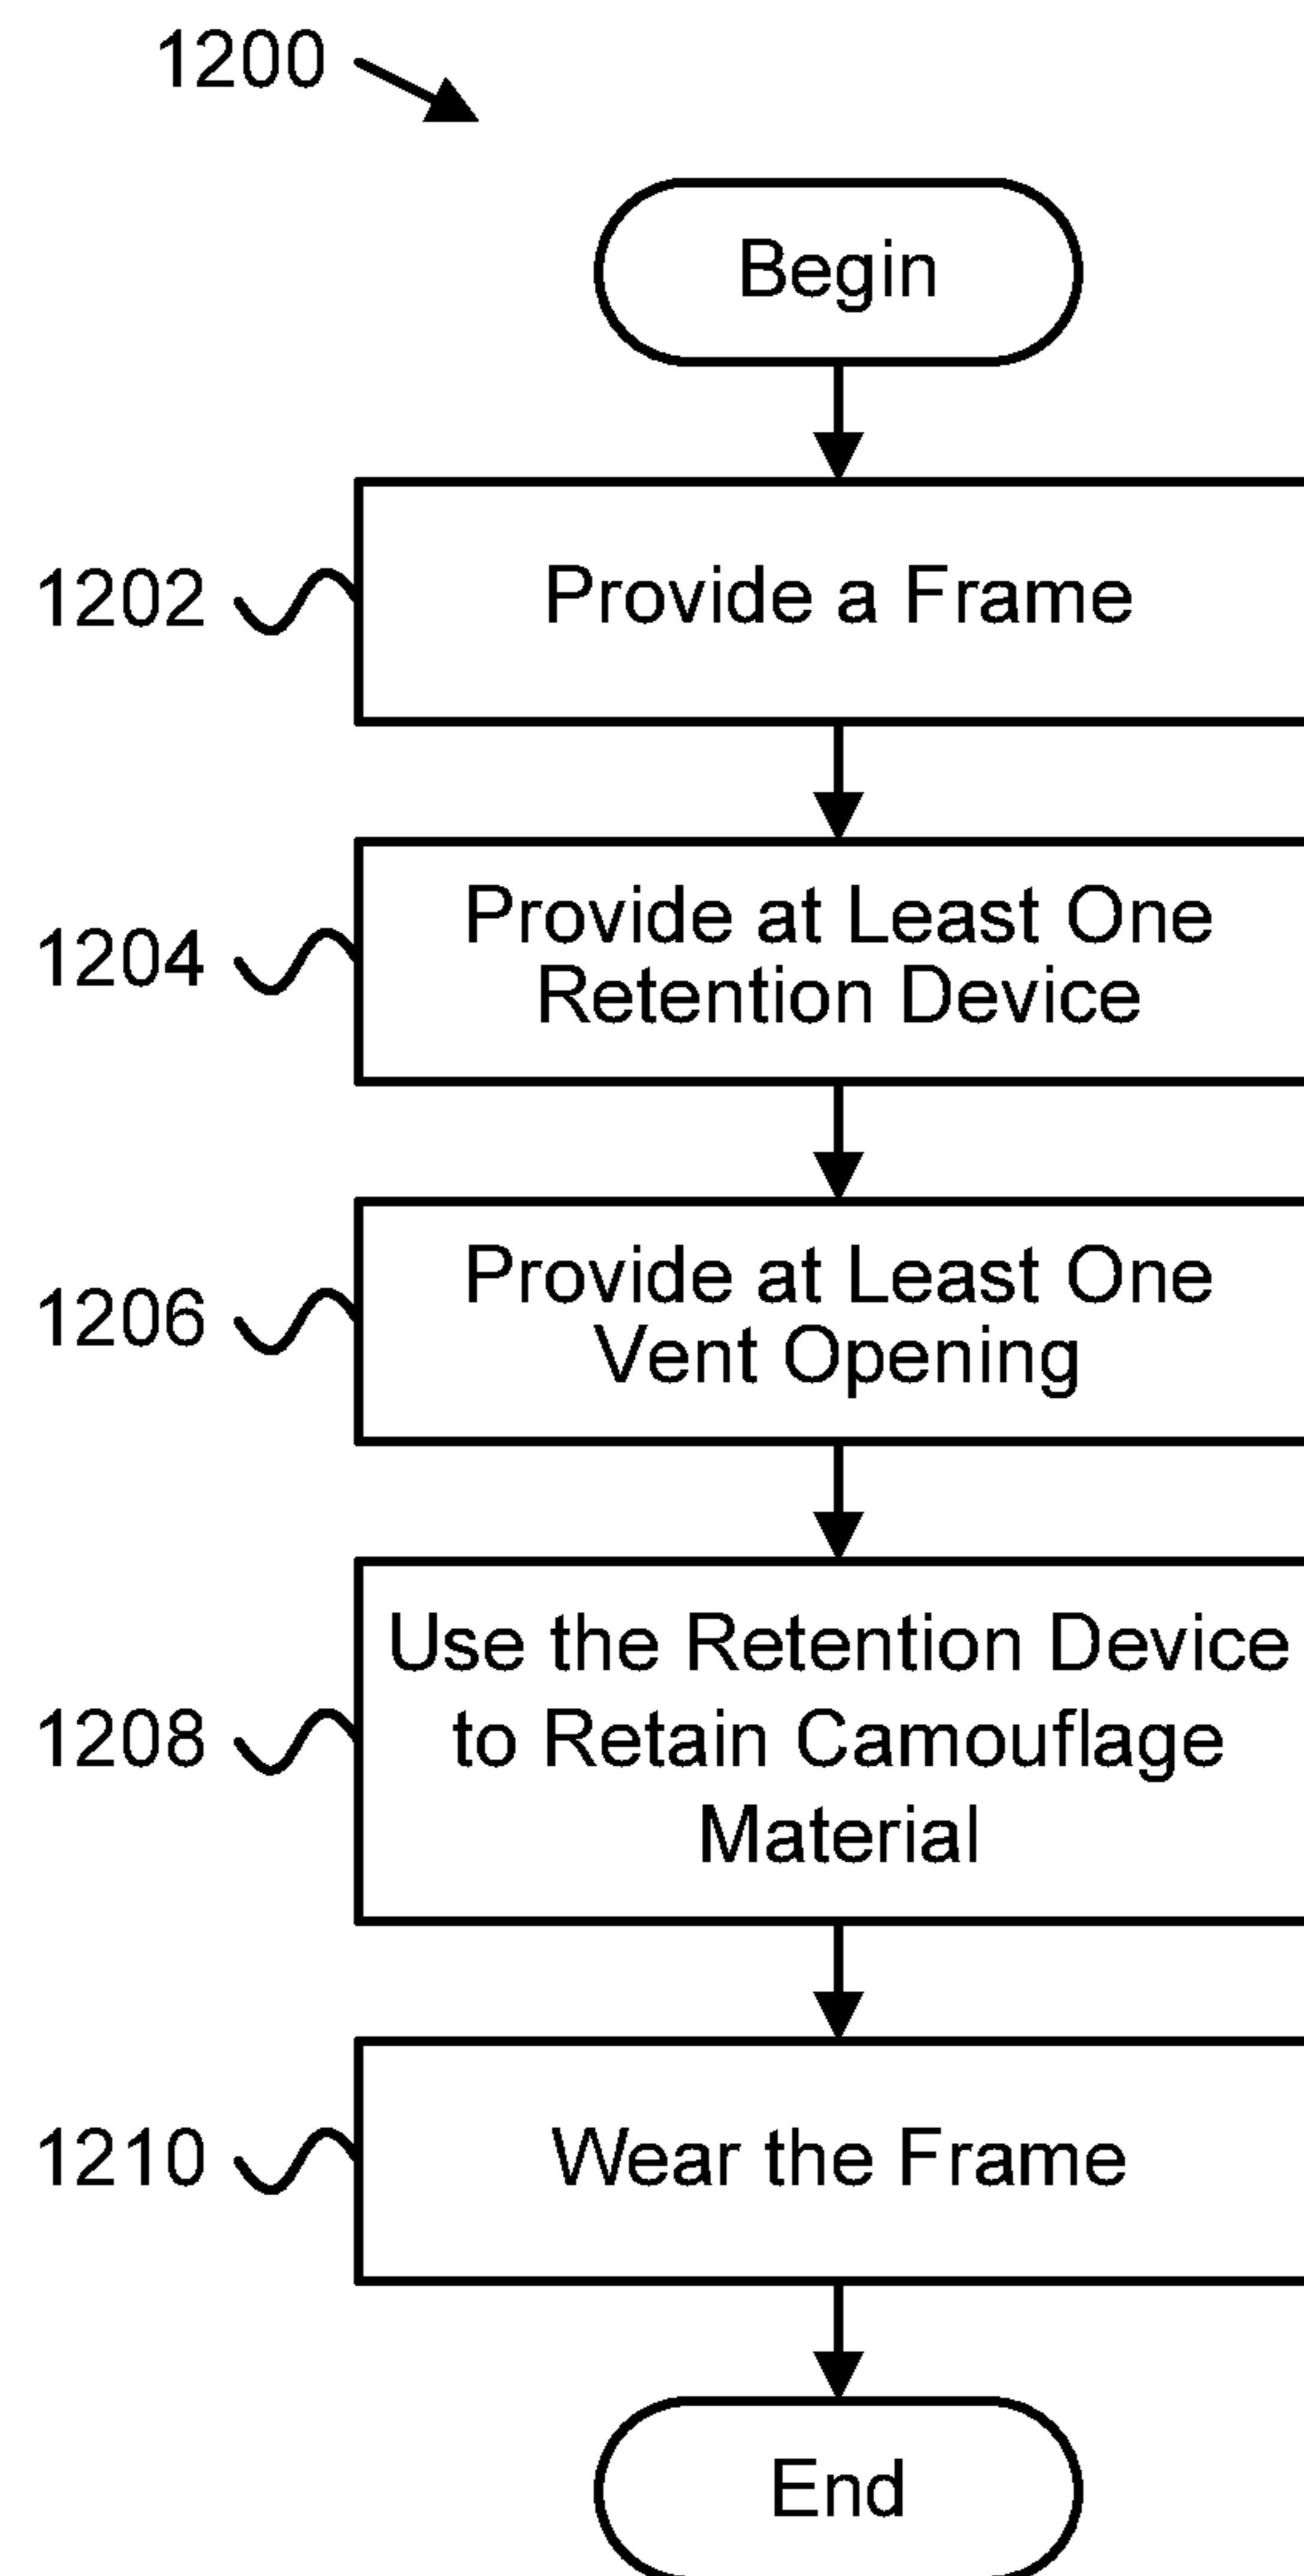 1200
Begin
1202
Provide a Frame
1204
Provide at Least One
Retention Device
1206
Provide at Least One
Vent Opening
1208
Use the Retention Device
to Retain Camouflage
Material
1210
Wear the Frame
End